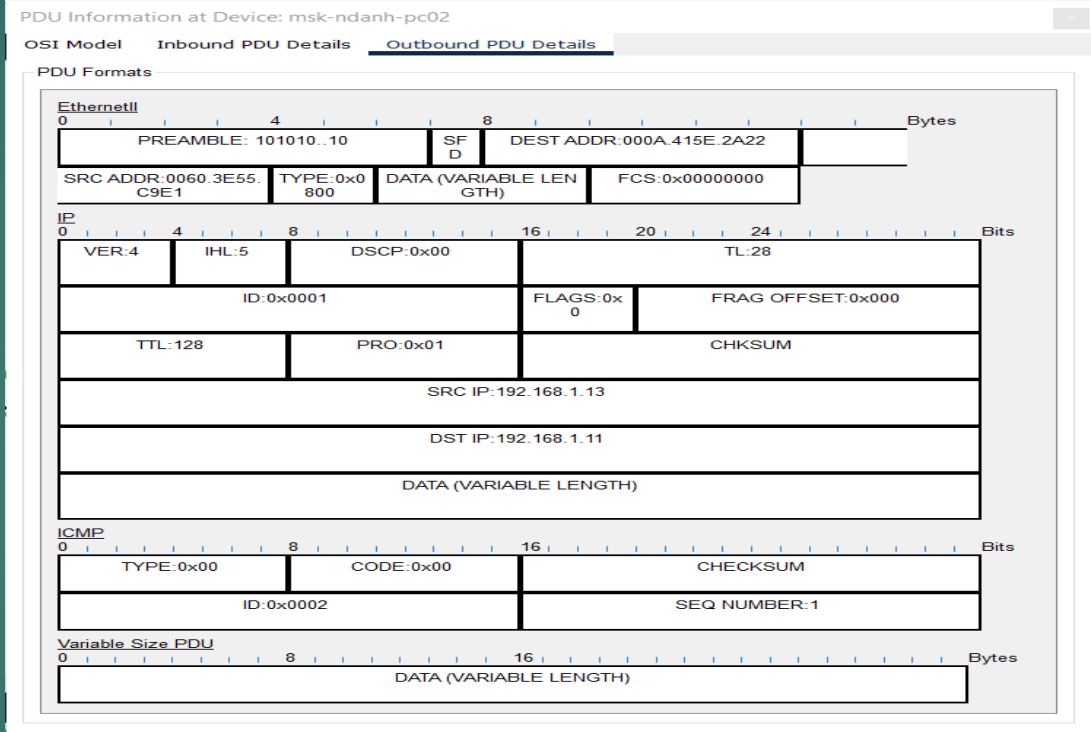 PDU Information at Device: msk-ndanh-pc02
OSI Model Inbound PDU Details Outbound PDU Details
PDU Formats
EthernetII
0 4 8 Bytes
PREAMBLE: 101010..10 SF D DEST ADDR:000A.415E.2A22
SRC ADDR:0060.3E55. C9E1 TYPE:0x0 800 DATA (VARIABLE LEN GTH) FCS:0x00000000
IP
0 4 8 16 20 24 Bits
VER:4 IHL:5 DSCP:0x00 TL:28
ID:0x0001 FLAGS:0x 0 FRAG OFFSET:0x000
TTL:128 PRO:0x01 CHKSUM
SRC IP:192.168.1.13
DST IP:192.168.1.11
DATA (VARIABLE LENGTH)
ICMP
0 8 16 Bits
TYPE:0x00 CODE:0x00 CHECKSUM
ID:0x0002 SEQ NUMBER:1
Variable Size PDU
0 8 16 Bytes
DATA (VARIABLE LENGTH)